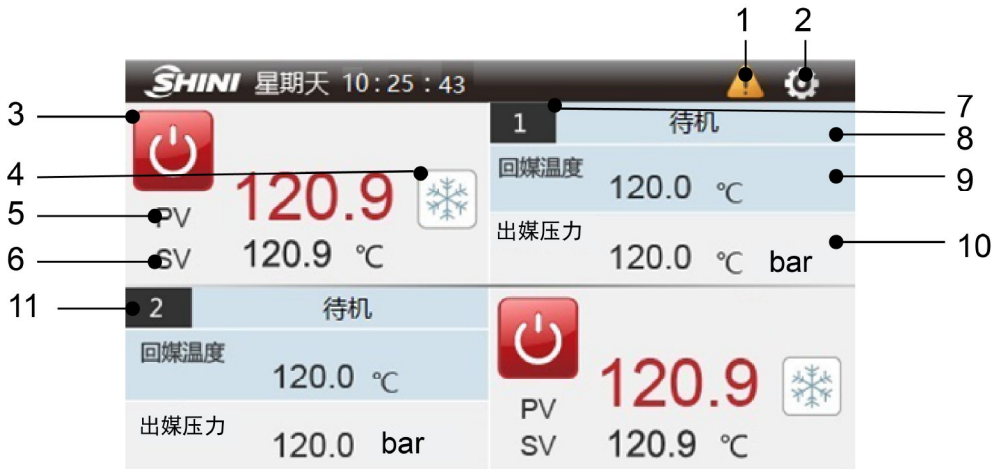 1 2
SHINI 星期天 10:25:43
3
7
1 待机
8
4
120.9
回媒温度
120.0 ℃
9
5
PV
6
SV 120.9 ℃
出媒压力
120.0 ℃ bar
10
11
2 待机
回媒温度
120.0 ℃
出媒压力
120.0 bar
120.9
PV
SV 120.9 ℃